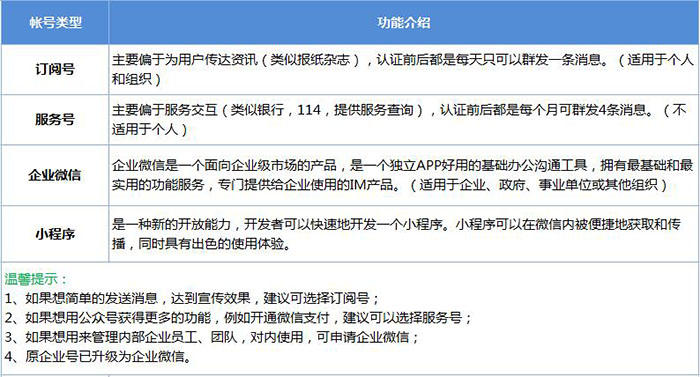 帐号类型
功能介绍
订阅号
主要偏于为用户传达资讯（类似报纸杂志），认证前后都是每天只可以群发一条消息。（适用于个人
和组织）
服务号
主要偏于服务交互（类似银行，114，提供服务查询），认证前后都是每个月可群发4条消息。（不
适用于个人）
企业微信
企业微信是一个面向企业级市场的产品，是一个独立APP好用的基础办公沟通工具，拥有最基础和最
实用的功能服务，专门提供给企业使用的IM产品。（适用于企业、政府、事业单位或其他组织）
小程序
是一种新的开放能力，开发者可以快速地开发一个小程序。小程序可以在微信内被便捷地获取和传
播，同时具有出色的使用体验。
温馨提示：
1、如果想简单的发送消息，达到宣传效果，建议可选择订阅号；
2、如果想用公众号获得更多的功能，例如开通微信支付，建议可以选择服务号；
3、如果想用来管理内部企业员工、团队，对内使用，可申请企业微信；
4、原企业号已升级为企业微信。